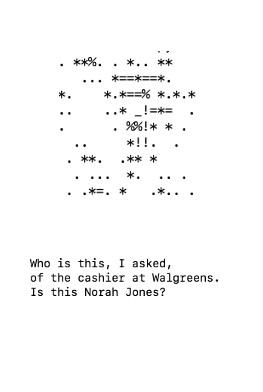 . **%. . *.. **
... *==*==*.
*. *.*==% *.*.*
.. ..* _!=*= .
. . %%!* * .
.. *!!. .
. **. .** *
. ... *. .. .
. .*=. * .*.. .
Who is this, I asked,
of the cashier at Walgreens.
Is this Norah Jones?